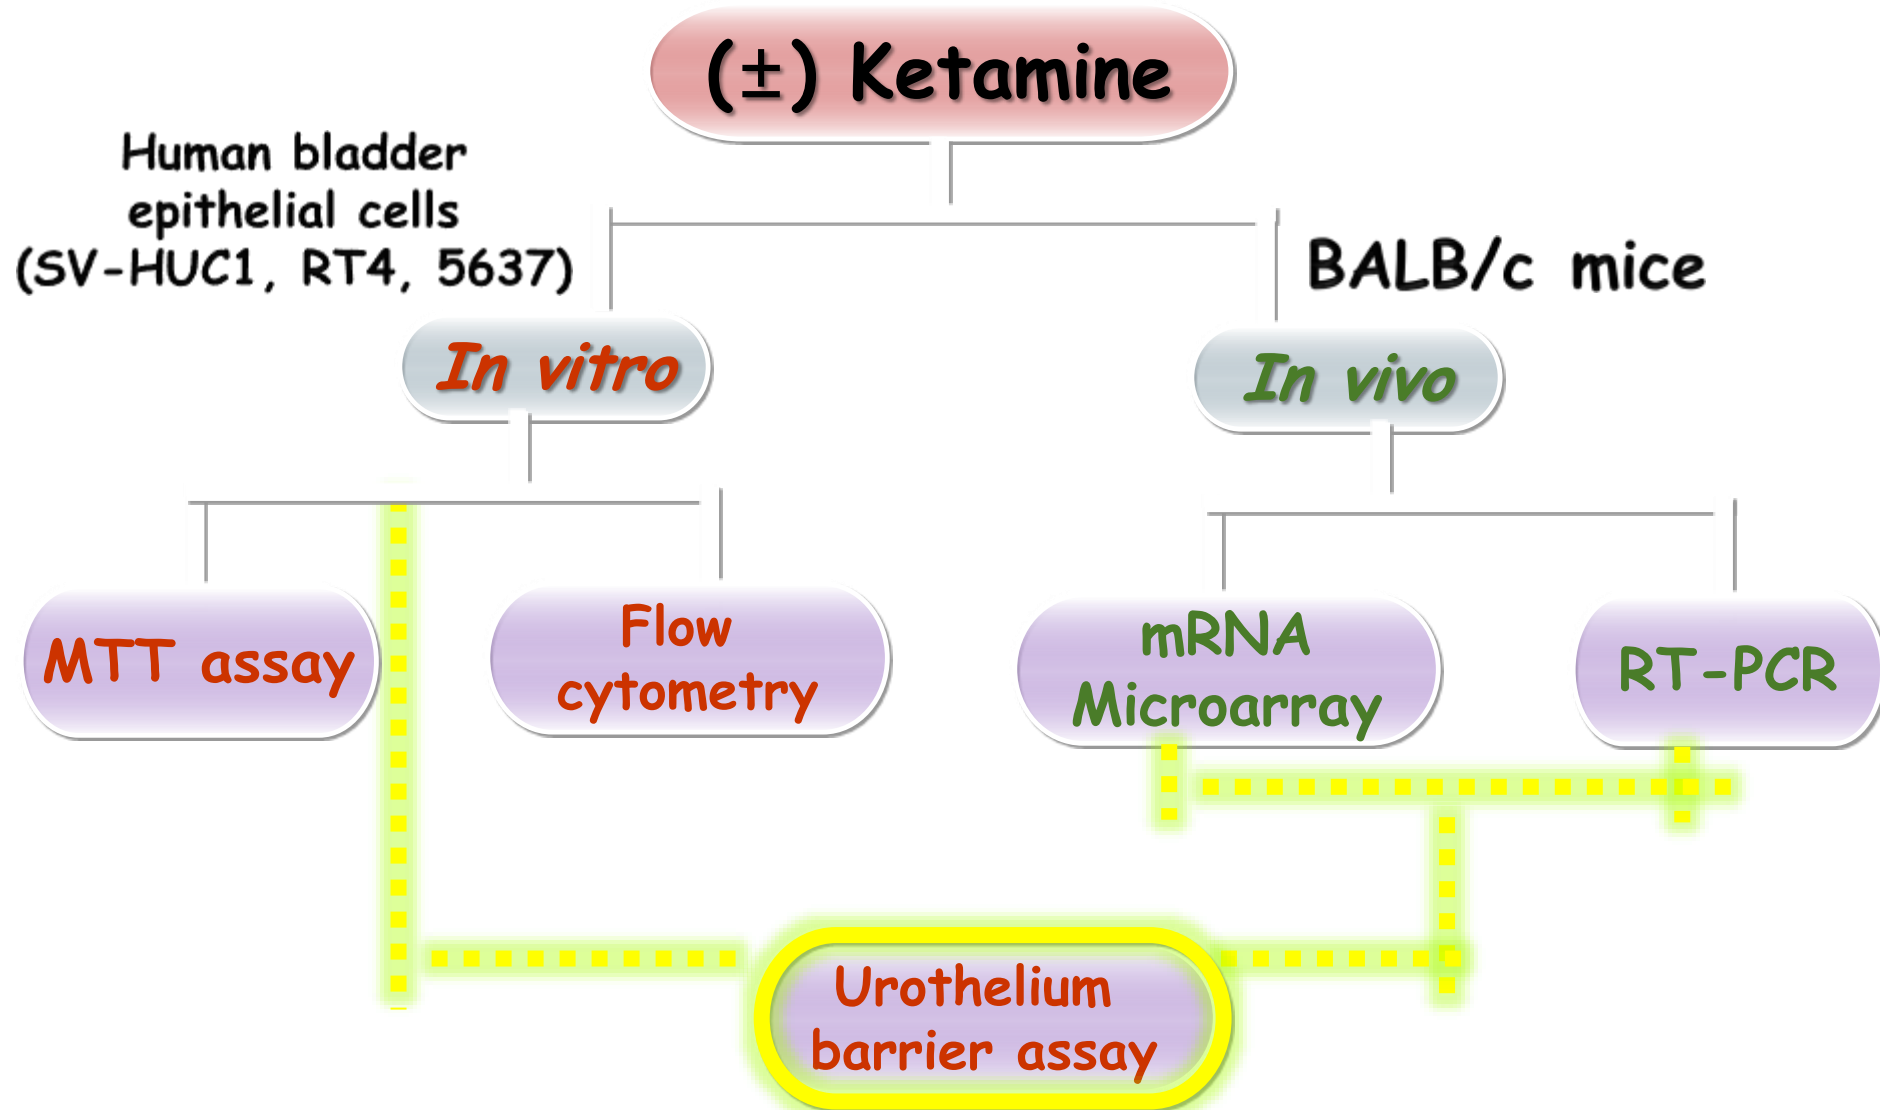 (±) Ketamine
Human bladder
epithelial cells
(SV-HUC1, RT4, 5637)
BALB/c mice
In vitro
In vivo
MTT assay
Flow
cytometry
mRNA
Microarray
RT-PCR
Urothelium
barrier assay